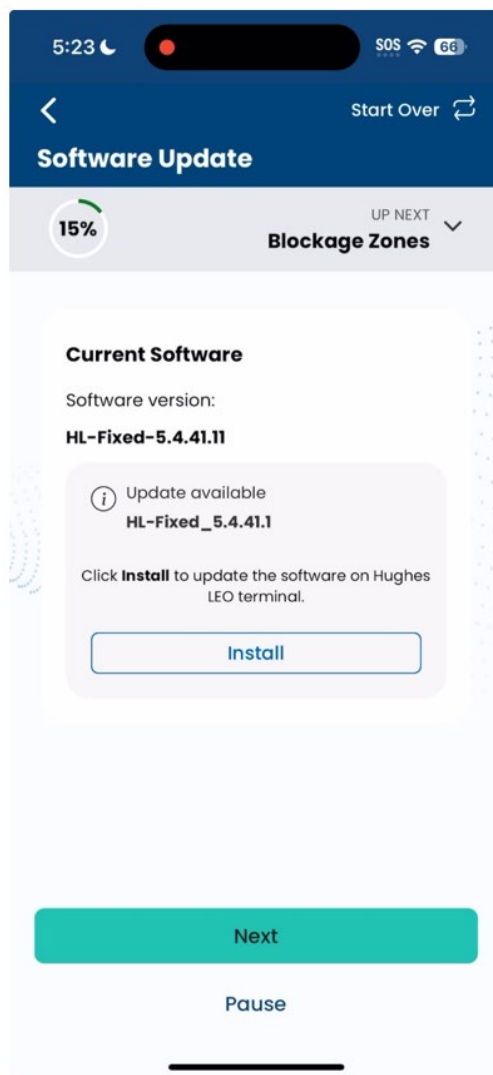 5:23
SOS 66
Start Over
Software Update
15%
UP NEXT
Blockage Zones
Current Software
Software version:
HL-Fixed-5.4.41.11
Update available
HL-Fixed_5.4.41.1
Click Install to update the software on Hughes
LEO terminal.
Install
Next
Pause